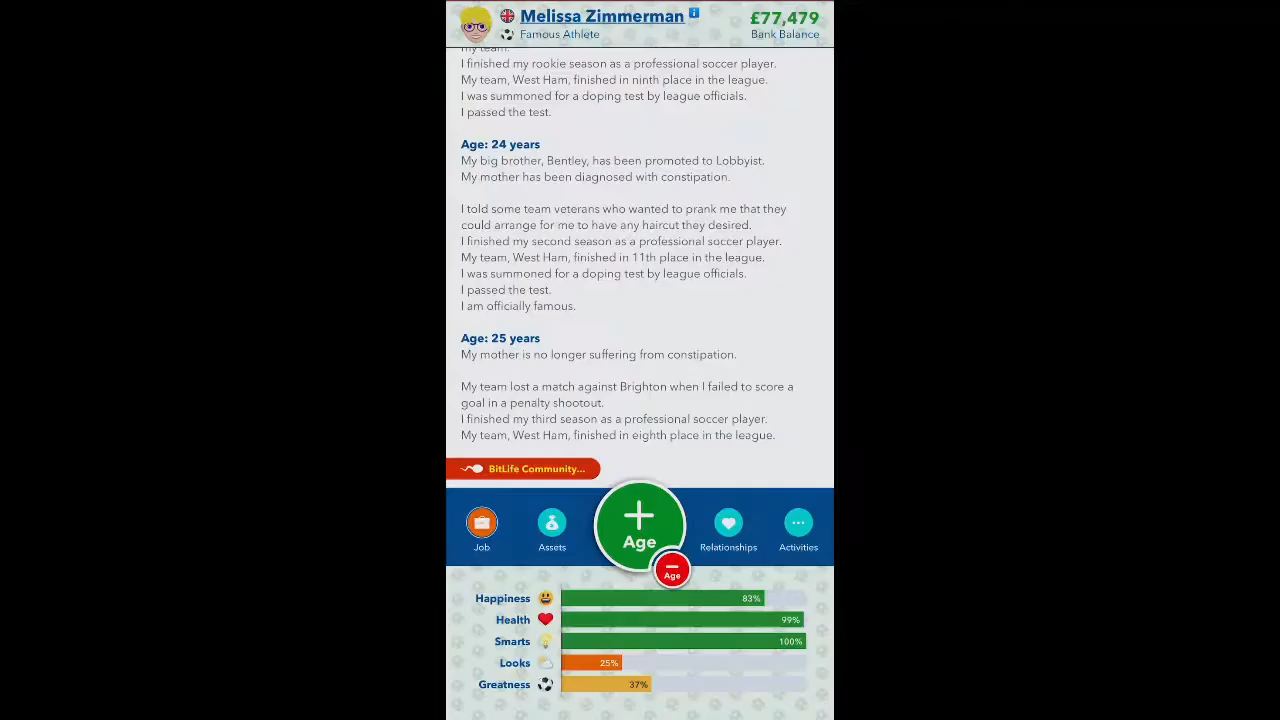 Melissa Zimmerman
£77,479
Famous Athlete
Bank Balance
my team.
I finished my rookie season as a professional soccer player.
My team, West Ham, finished in ninth place in the league.
I was summoned for a doping test by league officials.
I passed the test.
Age: 24 years
My big brother, Bentley, has been promoted to Lobbyist.
My mother has been diagnosed with constipation.
I told some team veterans who wanted to prank me that they
could arrange for me to have any haircut they desired.
I finished my second season as a professional soccer player.
My team, West Ham, finished in 11th place in the league.
I was summoned for a doping test by league officials.
I passed the test.
I am officially famous.
Age: 25 years
My mother is no longer suffering from constipation.
My team lost a match against Brighton when I failed to score a
goal in a penalty shootout.
I finished my third season as a professional soccer player.
My team, West Ham, finished in eighth place in the league.
BitLife Community...
Job
Assets
Age
Age
Relationships
Activities
Happiness 83%
Health 99%
Smarts 100%
Looks 25%
Greatness 37%